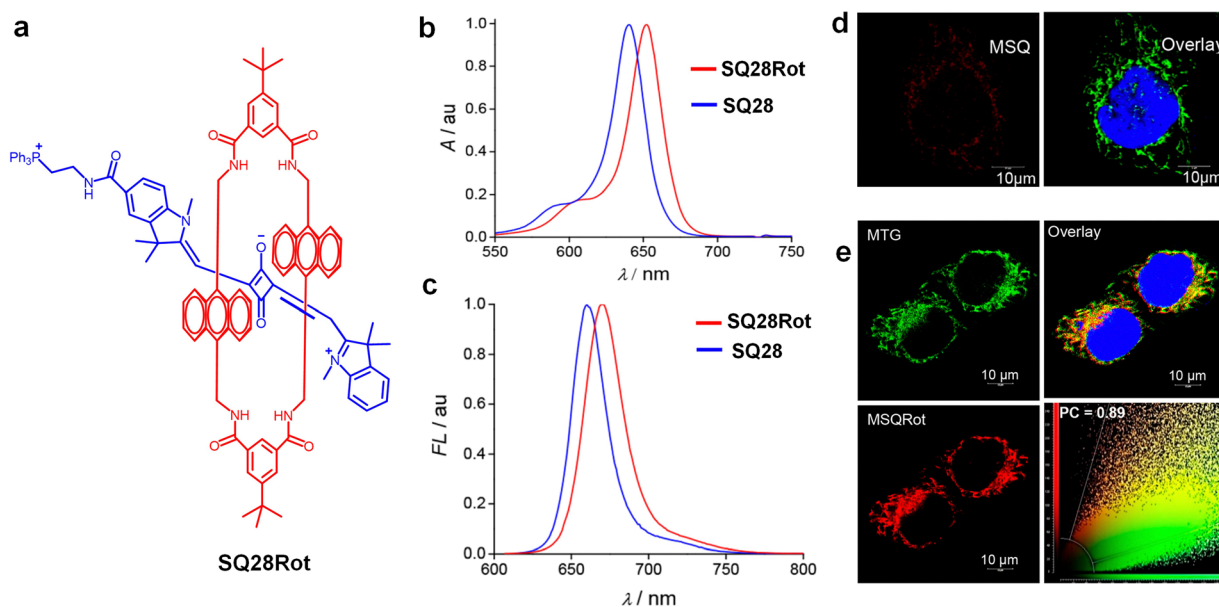 a
Ph3P+
N
H
O
N
O
NH
HN
O
O-
O
N+
NH
HN
O
O
SQ28Rot
b
A / au
1.0
0.8
0.6
0.4
0.2
0.0
SQ28Rot
SQ28
550
600
650
700
750
λ / nm
c
FL / au
1.0
0.8
0.6
0.4
0.2
0.0
SQ28Rot
SQ28
600
650
700
750
800
λ / nm
d
MSQ
10μm
Overlay
10μm
e
MTG
10 μm
Overlay
10 μm
MSQRot
10 μm
PC = 0.89